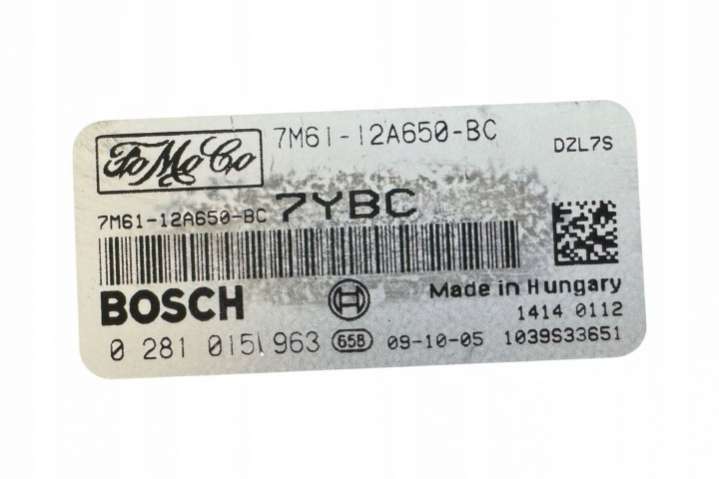 FoMoCo
7M61-12A650-BC
DZL7S
7M61-12A650-BC
7YBC
BOSCH
Made in Hungary
1414 0112
0 281 015 963
658
09-10-05
1039S33651